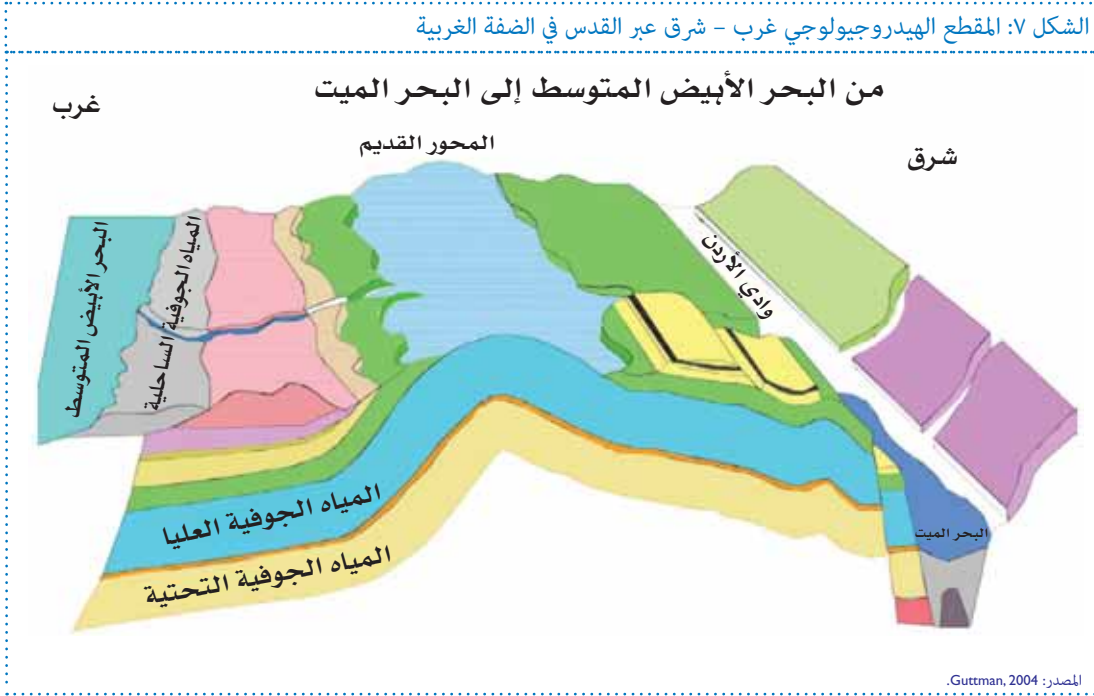 الشكل ٧: المقطع الهيدروجيولوجي غرب – شرق عبر القدس في الضفة الغربية
من البحر الأبيض المتوسط إلى البحر الميت
غرب
المحور القديم
شرق
البحر الأبيض المتوسط
المياه الجوفية الساحلية
وادي الأردن
المياه الجوفية العليا
البحر الميت
المياه الجوفية التحتية
المصدر: Guttman, 2004.